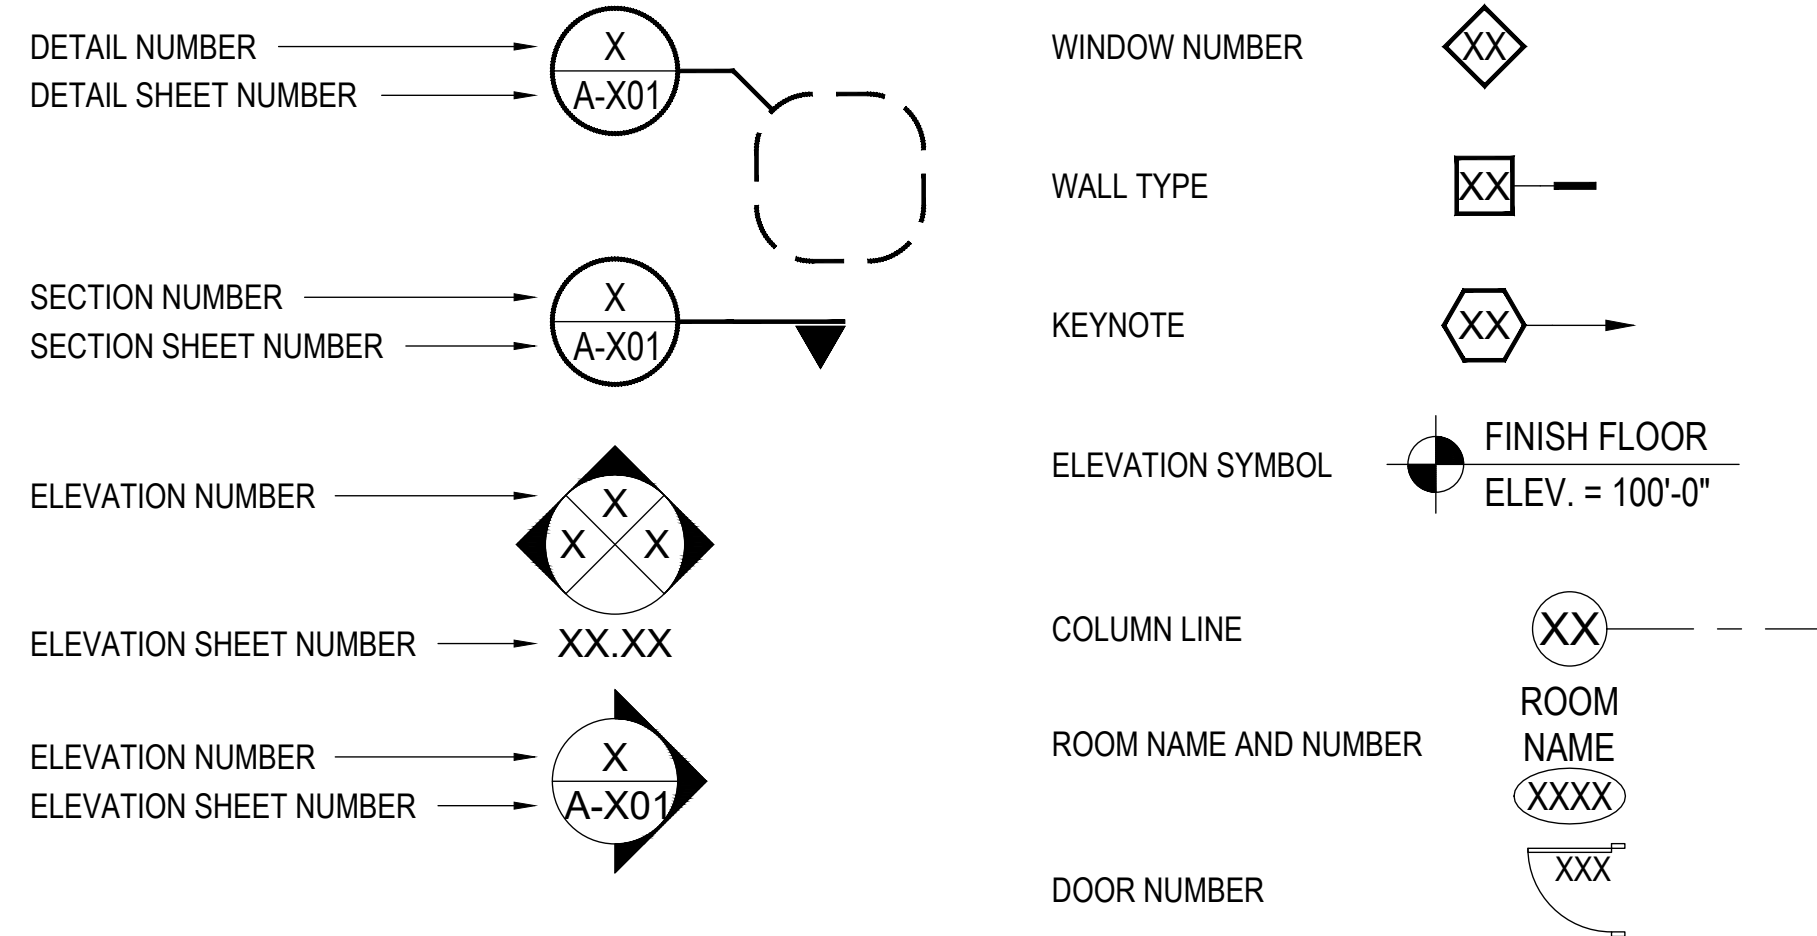 DETAIL NUMBER
DETAIL SHEET NUMBER
X
A-X01
SECTION NUMBER
SECTION SHEET NUMBER
X
A-X01
ELEVATION NUMBER
X
X X
ELEVATION SHEET NUMBER
XX.XX
ELEVATION NUMBER
ELEVATION SHEET NUMBER
X
A-X01
WINDOW NUMBER
XX
WALL TYPE
XX
KEYNOTE
XX
ELEVATION SYMBOL
FINISH FLOOR
ELEV. = 100'-0"
COLUMN LINE
XX
ROOM NAME AND NUMBER
ROOM
NAME
XXXX
DOOR NUMBER
XXX